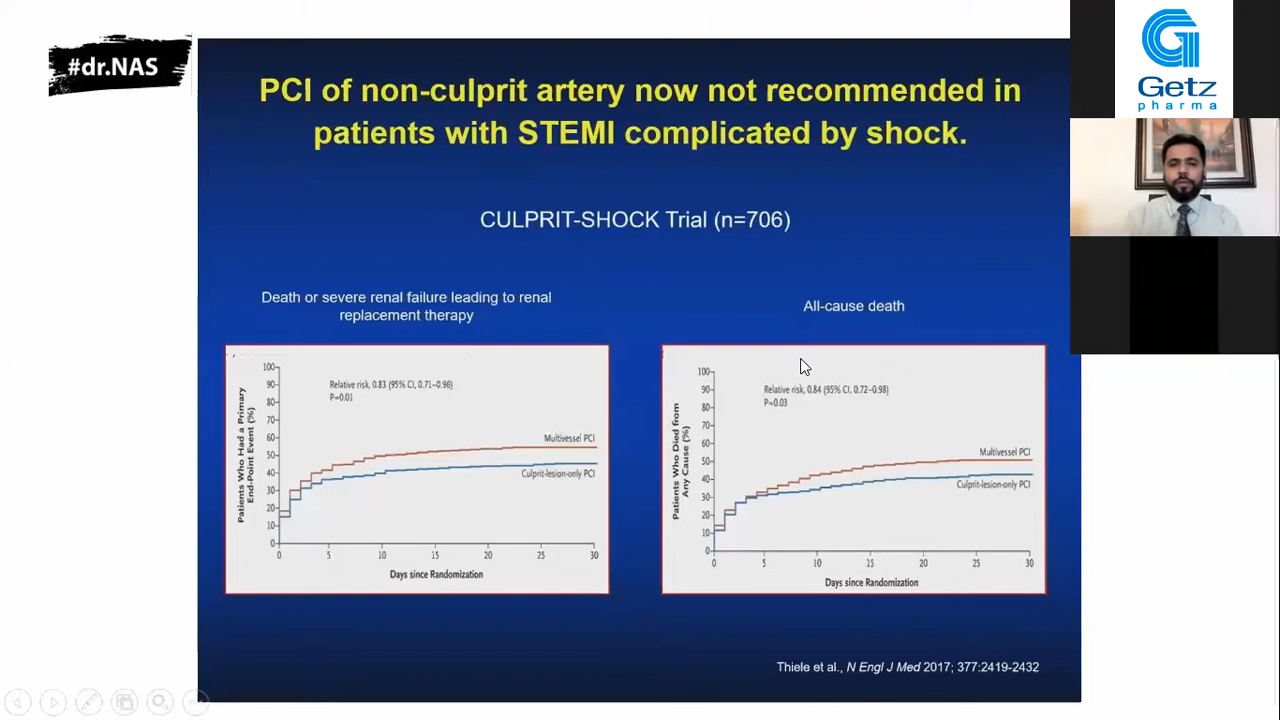 #dr.NAS
Getz
pharma
PCI of non-culprit artery now not recommended in
patients with STEMI complicated by shock.
CULPRIT-SHOCK Trial (n=706)
Death or severe renal failure leading to renal
replacement therapy
All-cause death
Patients Who Had a Primary
End-Point Event (%)
100
90
80
70
60
50
40
30
20
10
0
Relative risk, 0.83 (95% CI, 0.71–0.96)
P=0.01
Multivessel PCI
Culprit-lesion-only PCI
0 5 10 15 20 25 30
Days since Randomization
Patients Who Died from
Any Cause (%)
100
90
80
70
60
50
40
30
20
10
0
Relative risk, 0.84 (95% CI, 0.72–0.98)
P=0.03
Multivessel PCI
Culprit-lesion-only PCI
0 5 10 15 20 25 30
Days since Randomization
Thiele et al., N Engl J Med 2017; 377:2419-2432